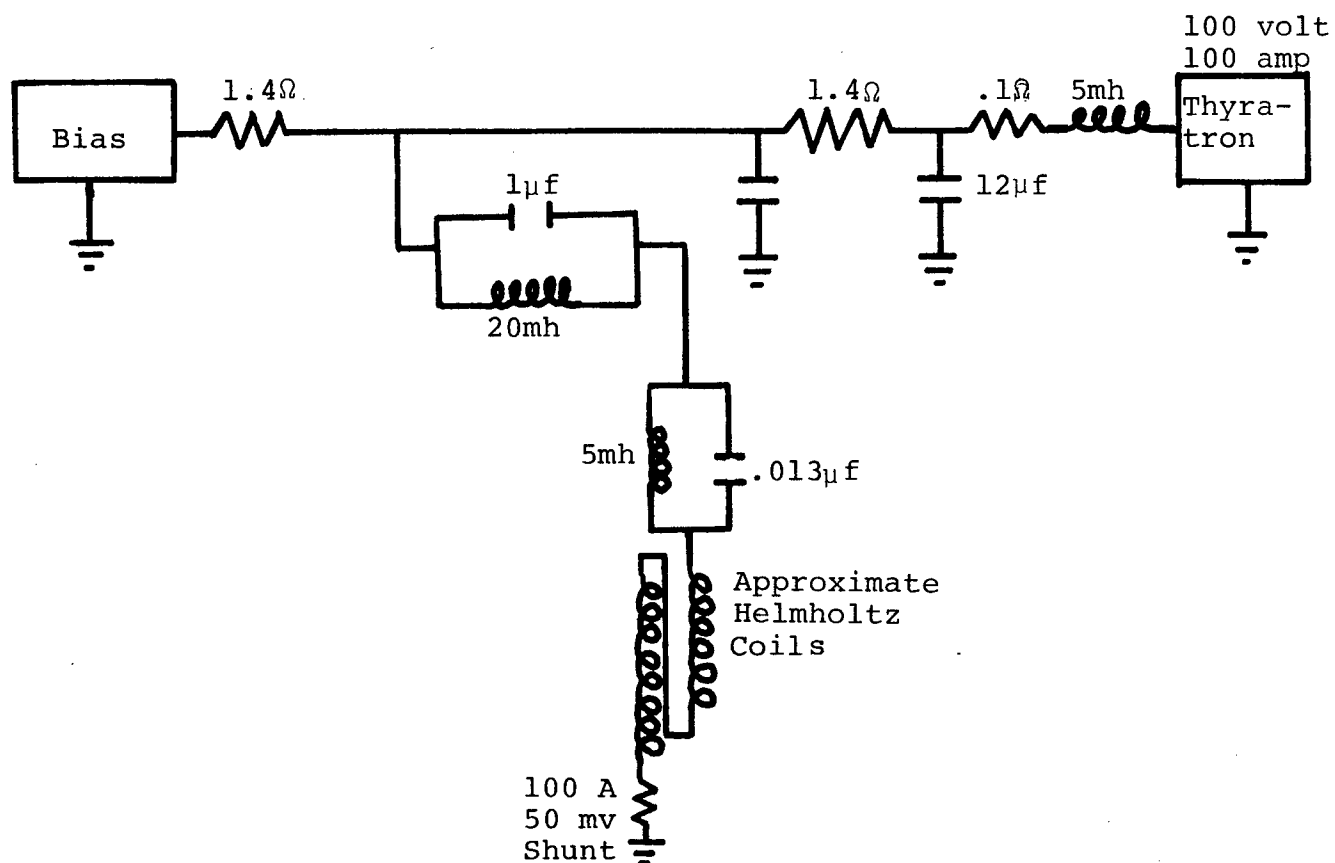 100 volt
100 amp
1.4Ω
1.4Ω
.1Ω
5mh
Bias
Thyra-
tron
1μf
12μf
20mh
5mh
.013μf
Approximate
Helmholtz
Coils
100 A
50 mv
Shunt